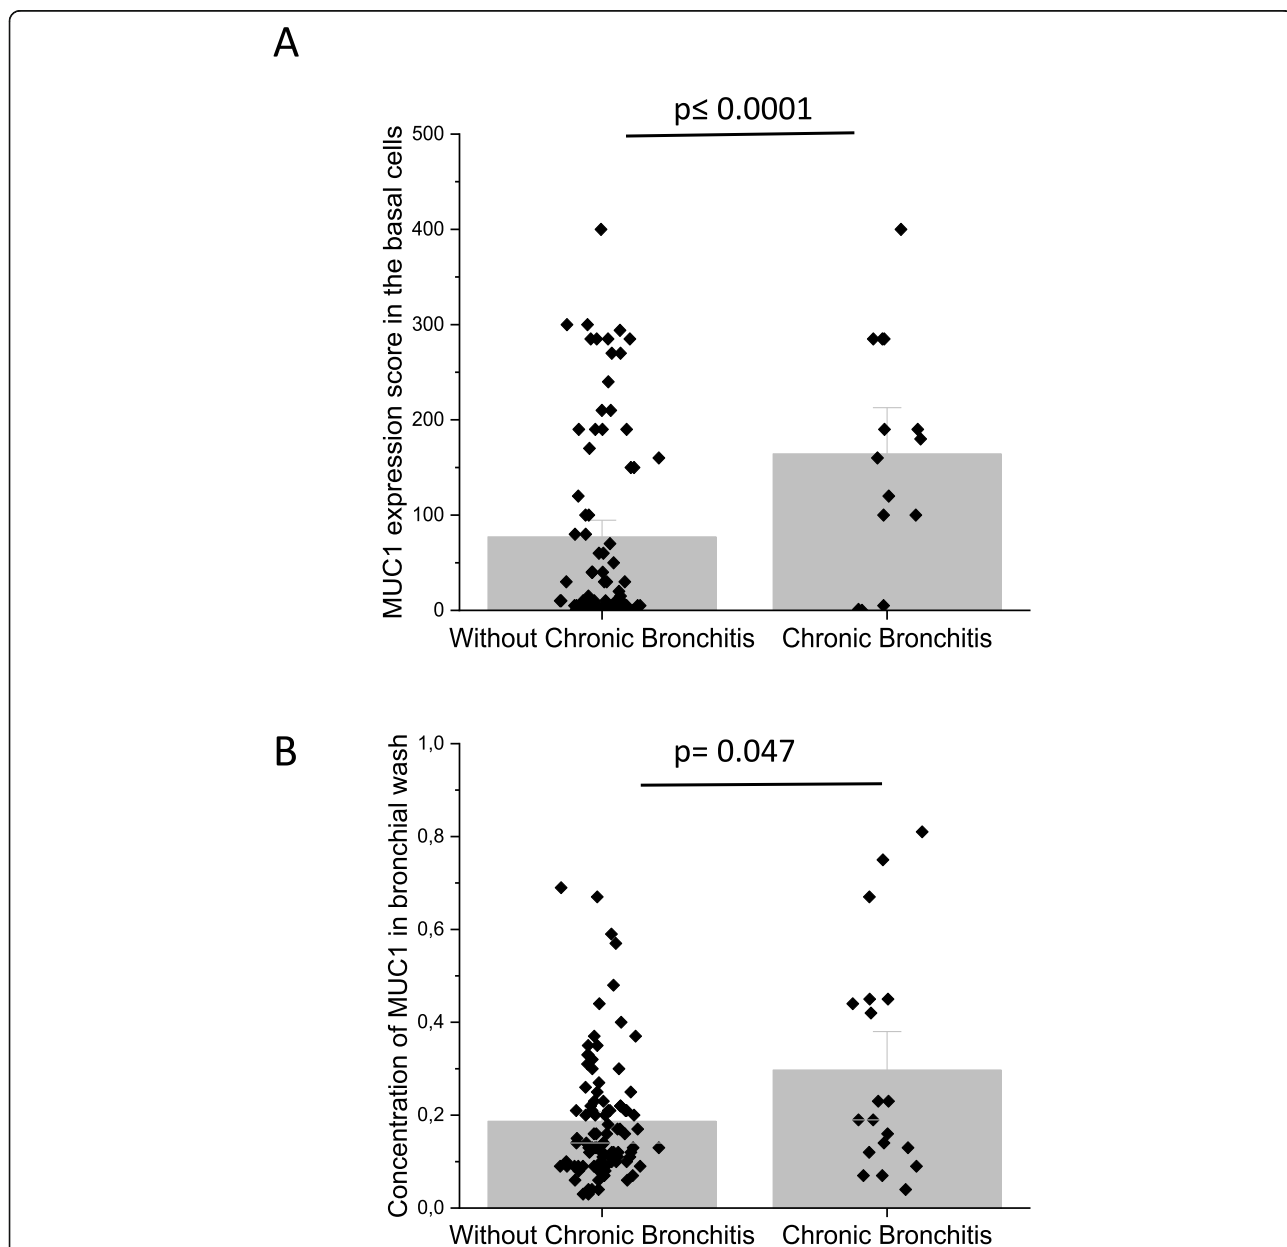 A
p≤ 0.0001
MUC1 expression score in the basal cells
500
400
300
200
100
0
Without Chronic Bronchitis
Chronic Bronchitis
B
p= 0.047
Concentration of MUC1 in bronchial wash
1,0
0,8
0,6
0,4
0,2
0,0
Without Chronic Bronchitis
Chronic Bronchitis